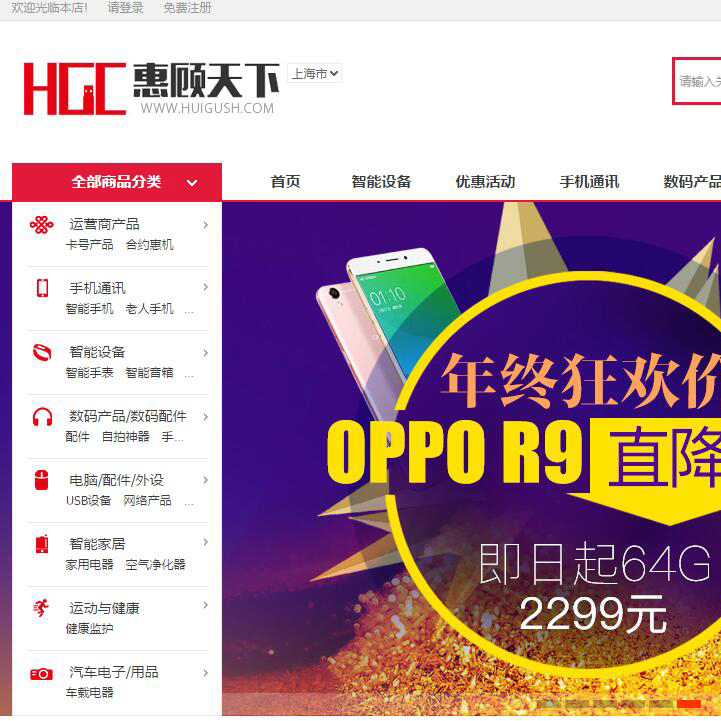 欢迎光临本店! 请登录 免费注册
HGC 惠顾天下 上海市
WWW.HUIGUSH.COM
请输入关
全部商品分类 首页 智能设备 优惠活动 手机通讯 数码产品
运营商产品
卡号产品 合约惠机
手机通讯
智能手机 老人手机 ...
智能设备
智能手表 智能音箱 ...
数码产品/数码配件
配件 自拍神器 手...
电脑/配件/外设
USB设备 网络产品 ...
智能家居
家用电器 空气净化器
运动与健康
健康监护
汽车电子/用品
车载电器
01:10
年终狂欢价
OPPO R9 直降
即日起64G
2299元